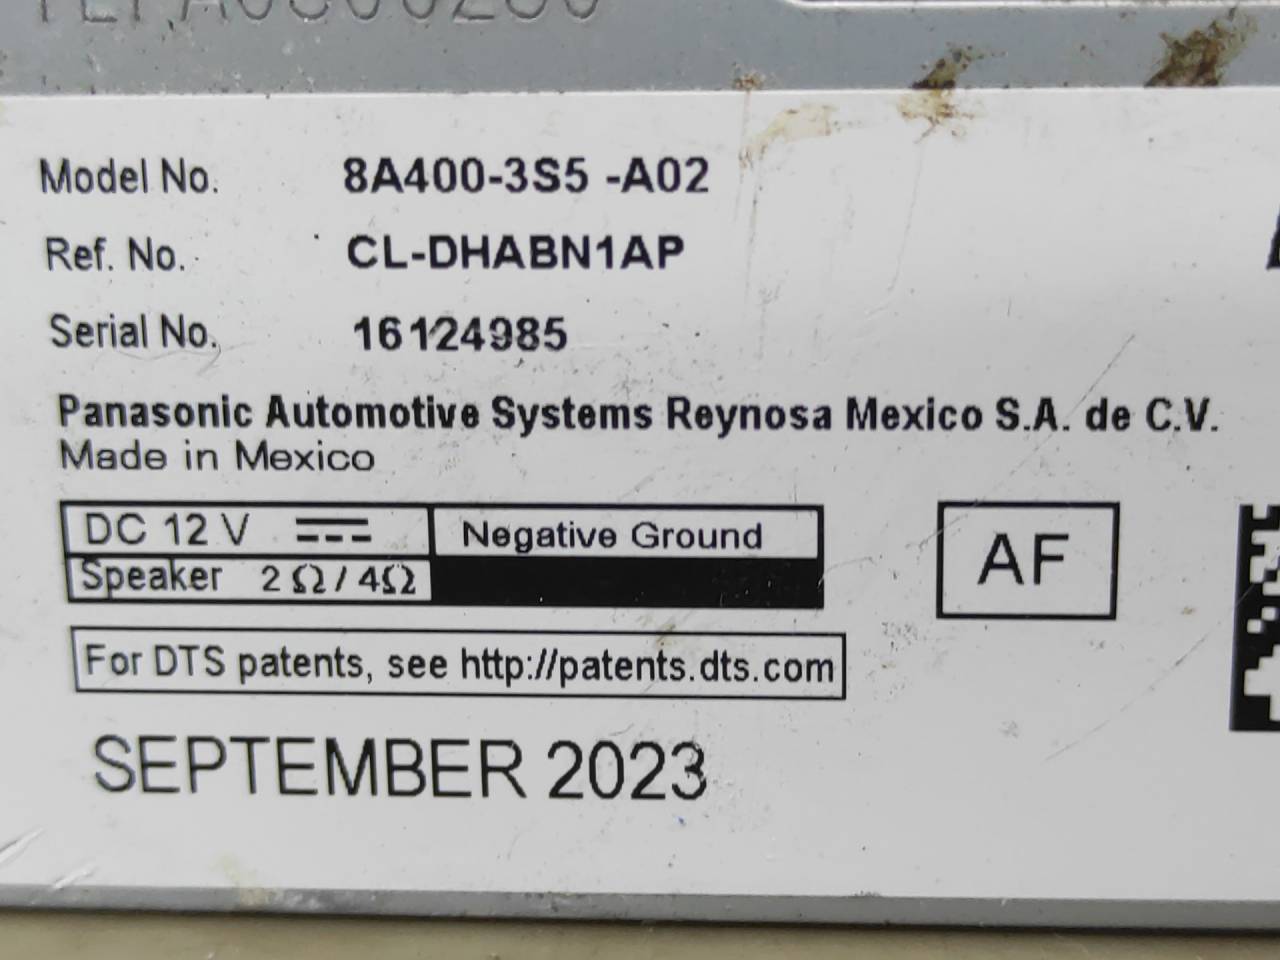 Model No. 8A400-3S5 -A02
Ref. No. CL-DHABN1AP
Serial No. 16124985
Panasonic Automotive Systems Reynosa Mexico S.A. de C.V.
Made in Mexico
DC 12 V Negative Ground
Speaker 2 Ω / 4Ω
AF
For DTS patents, see http://patents.dts.com
SEPTEMBER 2023